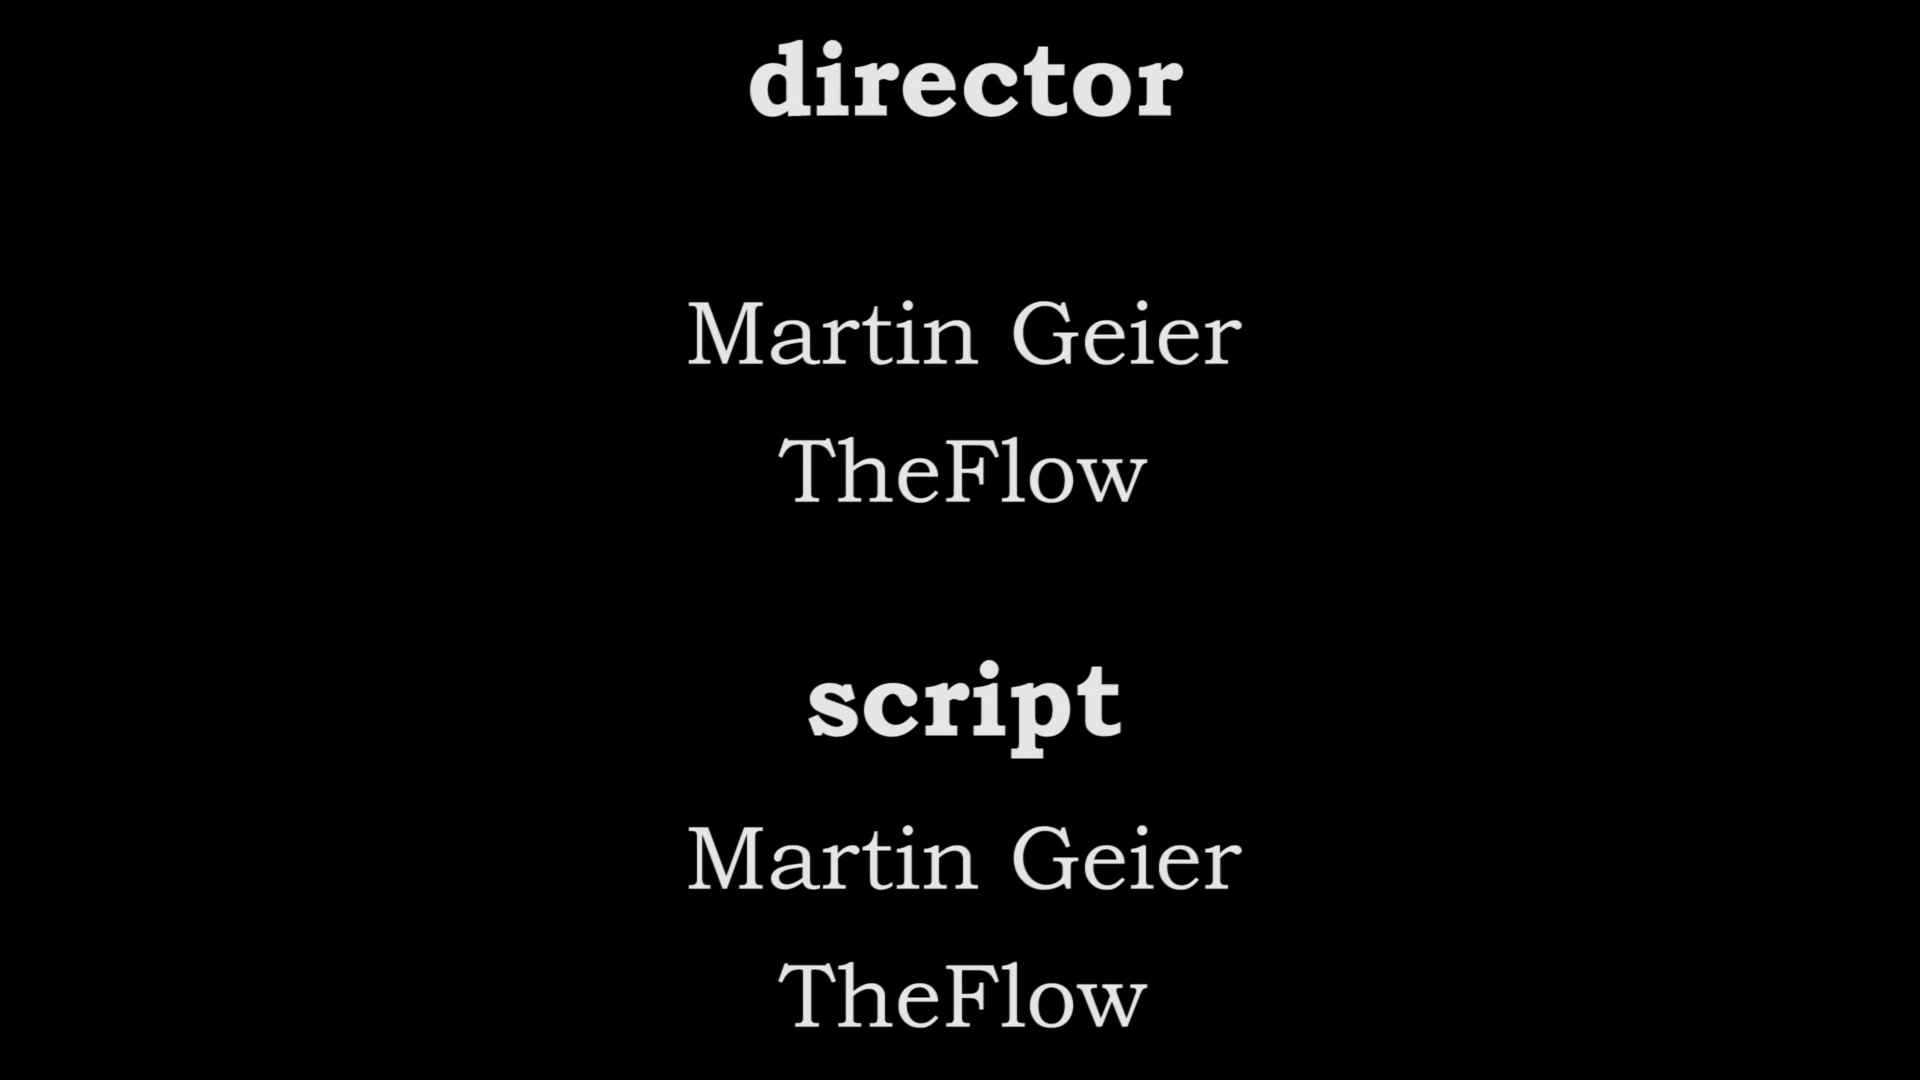 director
Martin Geier
TheFlow
script
Martin Geier
TheFlow